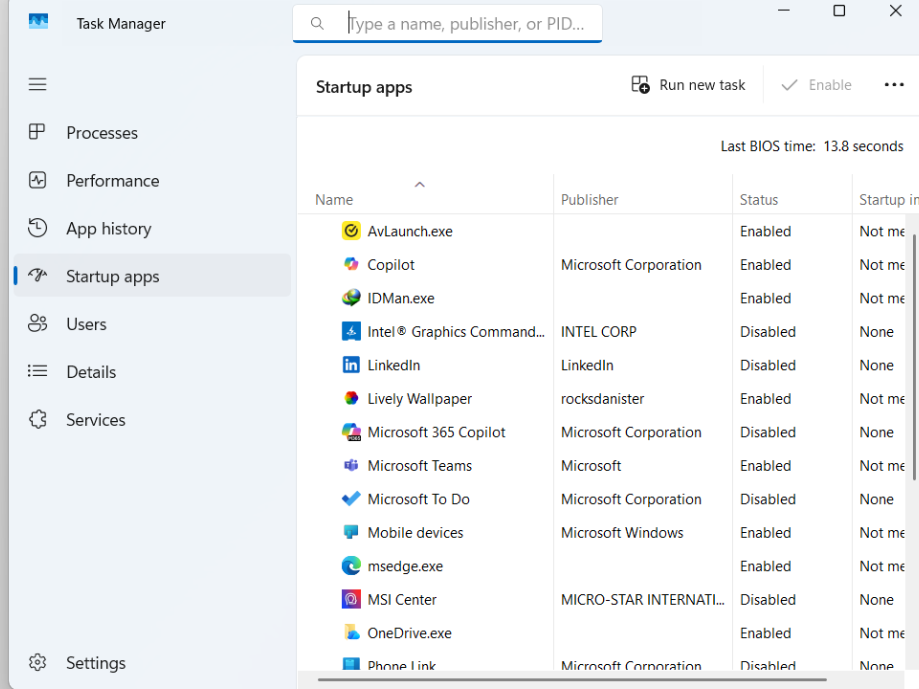 Task Manager
Type a name, publisher, or PID...
Startup apps
Run new task
Enable
Processes
Performance
App history
Startup apps
Users
Details
Services
Settings
Last BIOS time: 13.8 seconds
Name Publisher Status Startup in
AvLaunch.exe Enabled Not me
Copilot Microsoft Corporation Enabled Not me
IDMan.exe Enabled Not me
Intel® Graphics Command... INTEL CORP Disabled None
LinkedIn LinkedIn Disabled None
Lively Wallpaper rocksdanister Enabled Not me
Microsoft 365 Copilot Microsoft Corporation Disabled None
Microsoft Teams Microsoft Enabled Not me
Microsoft To Do Microsoft Corporation Disabled None
Mobile devices Microsoft Windows Enabled Not me
msedge.exe Enabled Not me
MSI Center MICRO-STAR INTERNATI... Disabled None
OneDrive.exe Enabled Not me
Phone Link Microsoft Corporation Disabled None